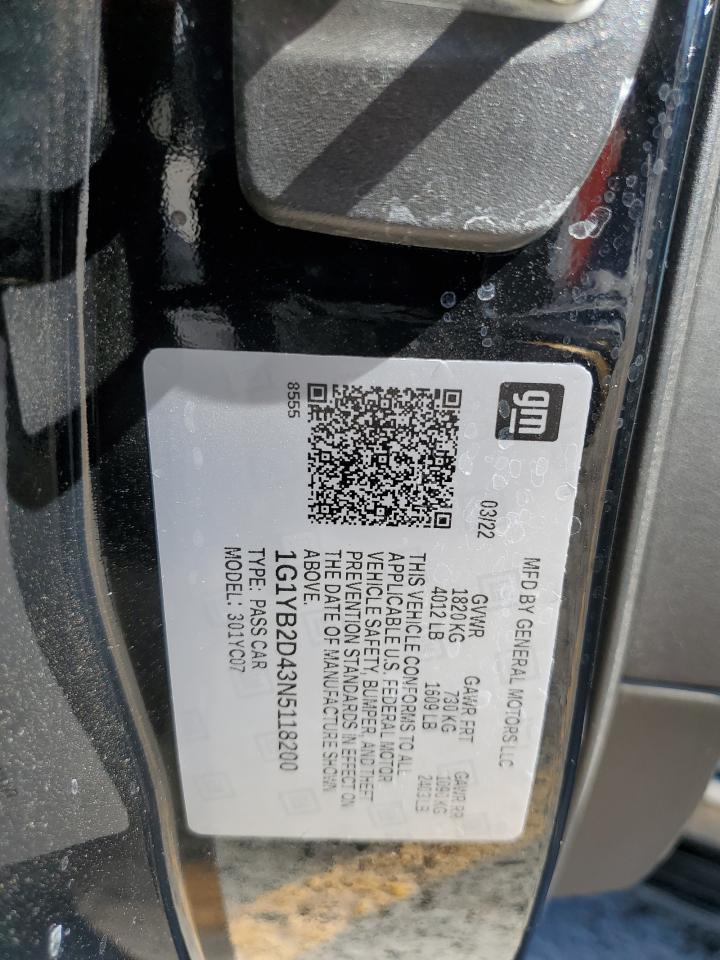 gm
MFD BY GENERAL MOTORS LLC
03/22
GVWR GAWR FRT GAWR RR
1820 KG 730 KG 1090 KG
4012 LB 1609 LB 2403 LB
THIS VEHICLE CONFORMS TO ALL
APPLICABLE U.S. FEDERAL MOTOR
VEHICLE SAFETY, BUMPER, AND THEFT
PREVENTION STANDARDS IN EFFECT ON
THE DATE OF MANUFACTURE SHOWN
ABOVE.
1G1YB2D43N5118200
TYPE: PASS CAR
MODEL: 301YC07
8555